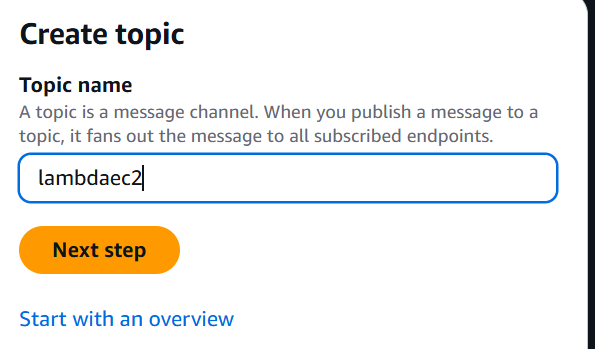 Create topic
Topic name
A topic is a message channel. When you publish a message to a
topic, it fans out the message to all subscribed endpoints.
lambdaec2
Next step
Start with an overview